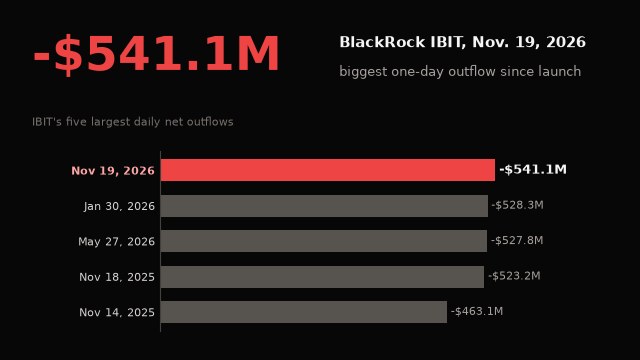 -$541.1M
BlackRock IBIT, Nov. 19, 2026
biggest one-day outflow since launch
IBIT's five largest daily net outflows
Nov 19, 2026 -$541.1M
Jan 30, 2026 -$528.3M
May 27, 2026 -$527.8M
Nov 18, 2025 -$523.2M
Nov 14, 2025 -$463.1M